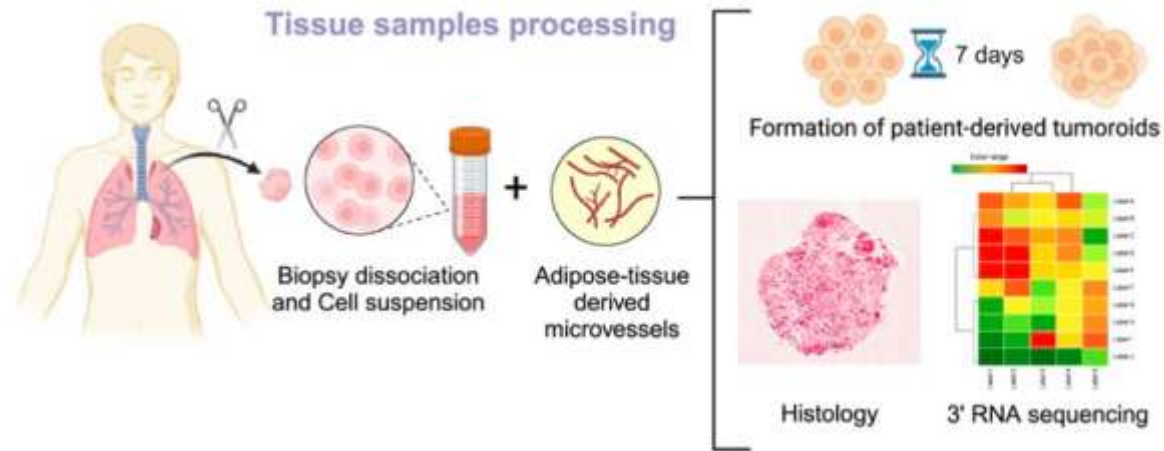 Tissue samples processing
7 days
Formation of patient-derived tumoroids
Biopsy dissociation
and Cell suspension
+
Adipose-tissue
derived
microvessels
Histology
3' RNA sequencing